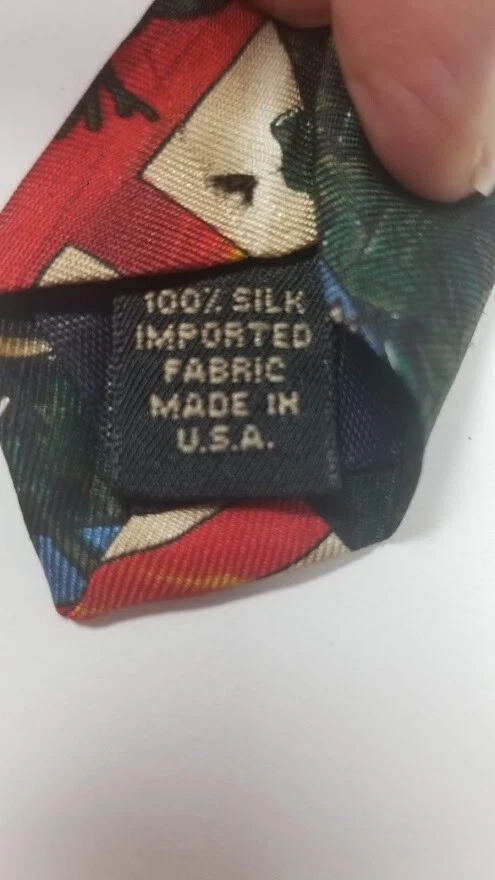 100% SILK
IMPORTED
FABRIC
MADE IN
U.S.A.